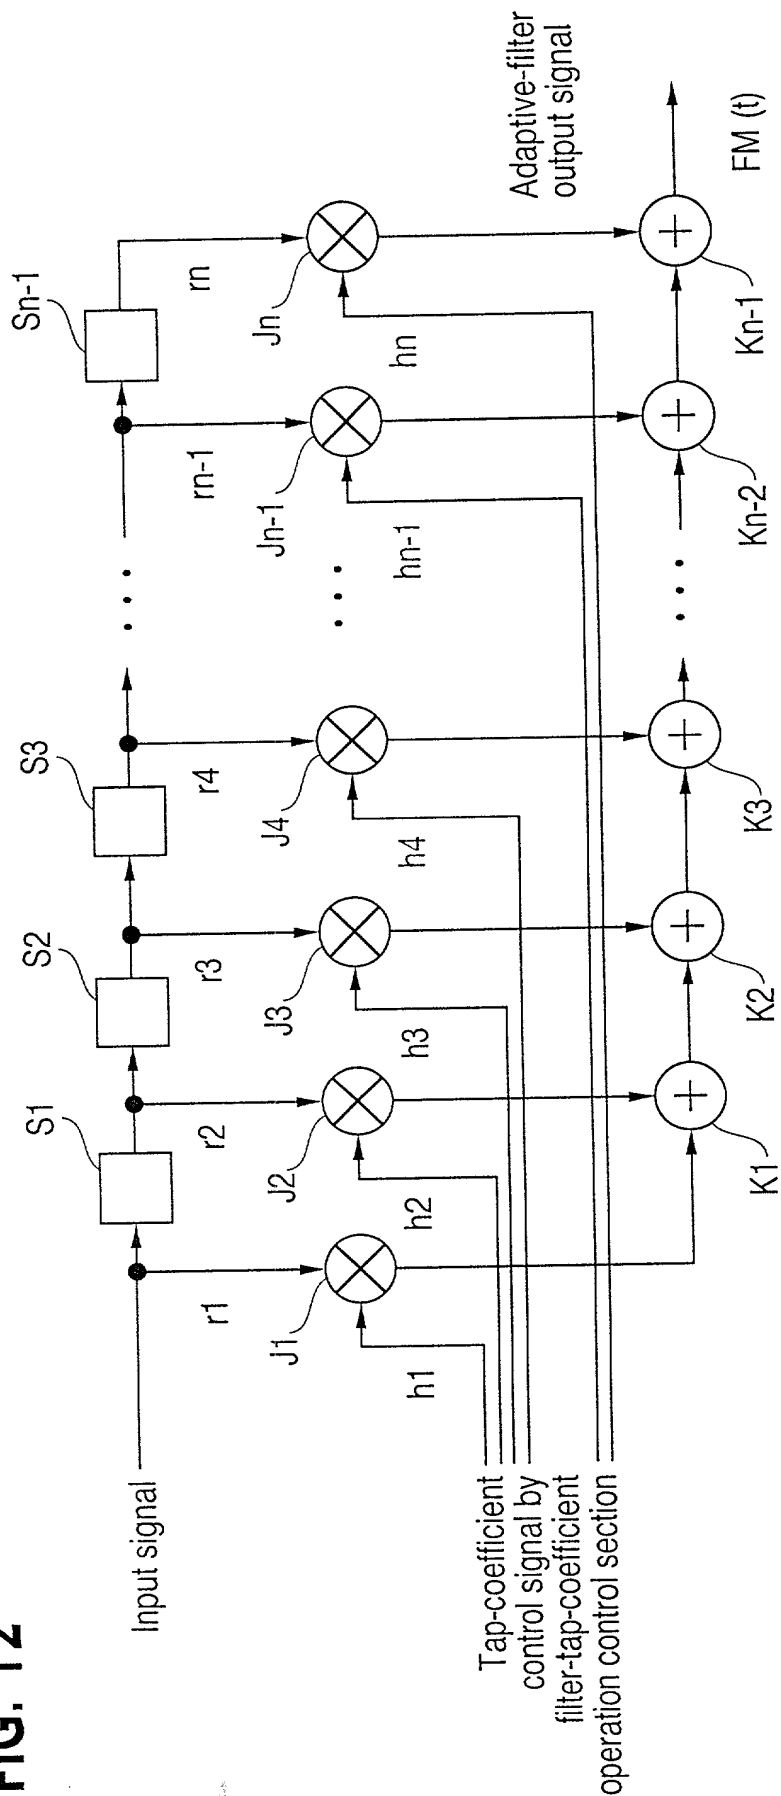 FIG. 12
Input signal
S1
S2
S3
Sn-1
r1
r2
r3
r4
rn-1
rn
J1
J2
J3
J4
Jn-1
Jn
h1
h2
h3
h4
hn-1
hn
Tap-coefficient
control signal by
filter-tap-coefficient
operation control section
Adaptive-filter
output signal
K1
K2
K3
Kn-2
Kn-1
FM (t)